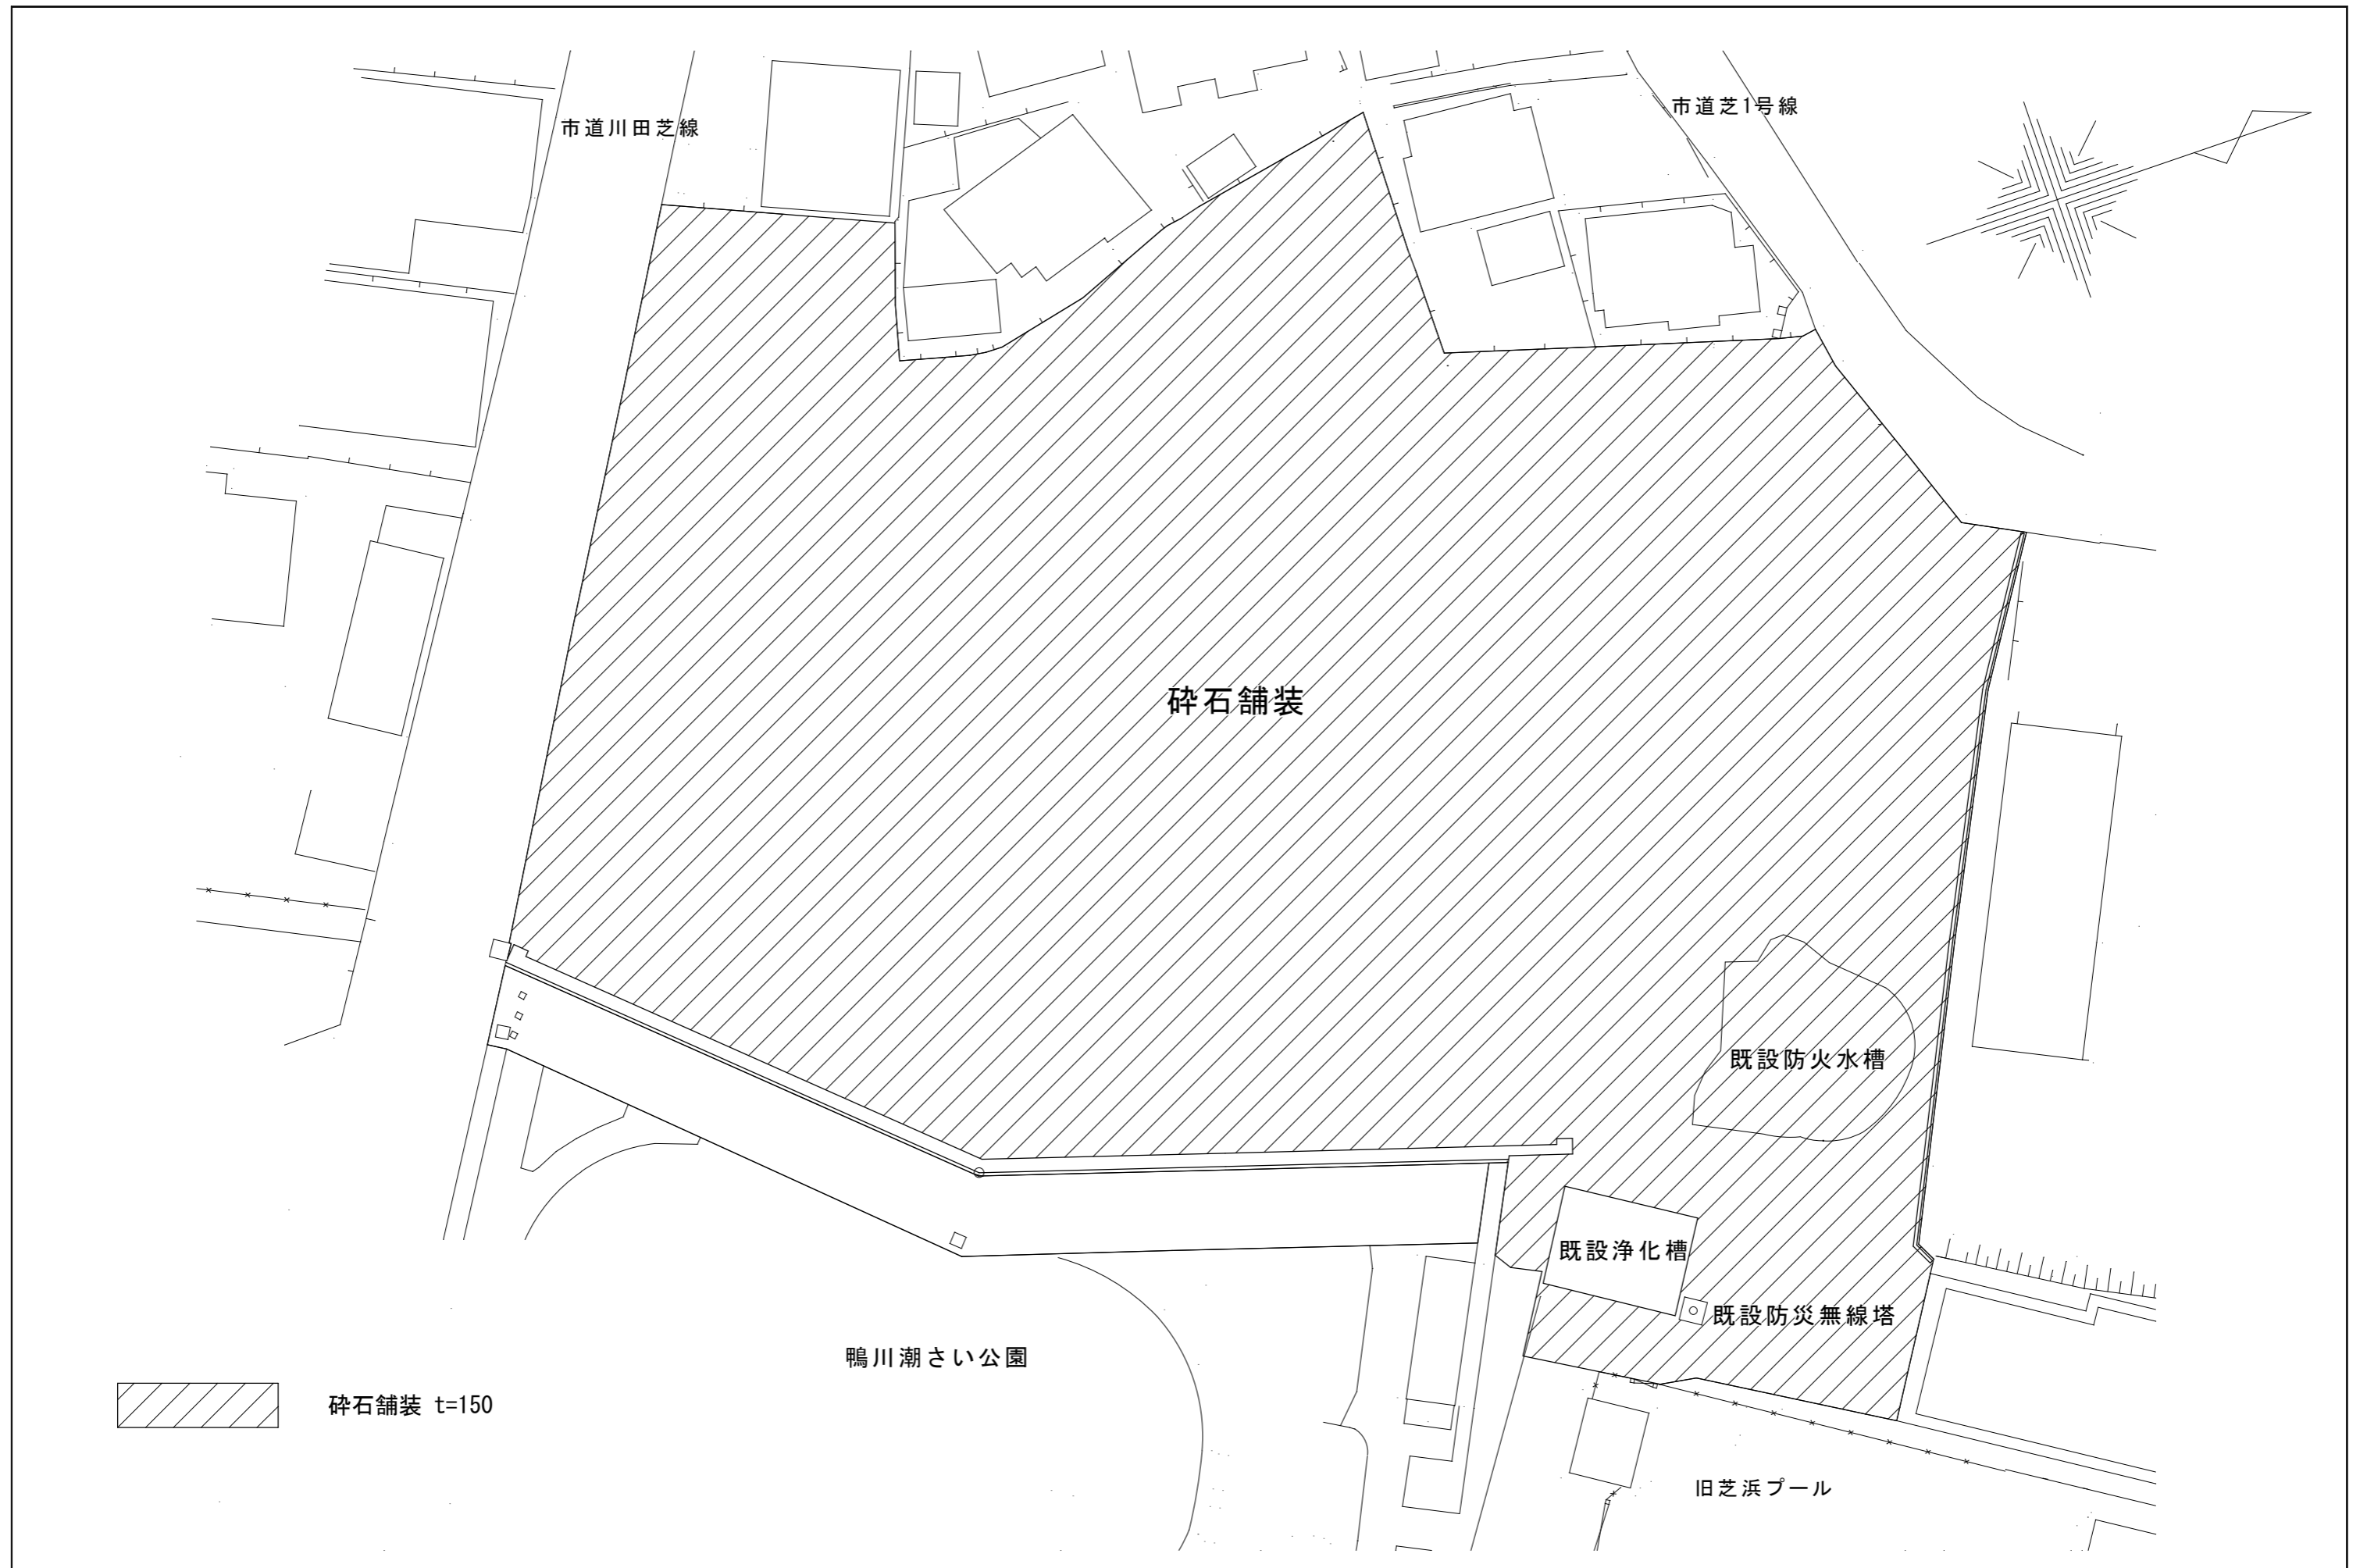 市道川田芝線
市道芝1号線
砕石舗装
既設防火水槽
既設浄化槽
既設防災無線塔
鴨川潮さい公園
砕石舗装 t=150
旧芝浜プール